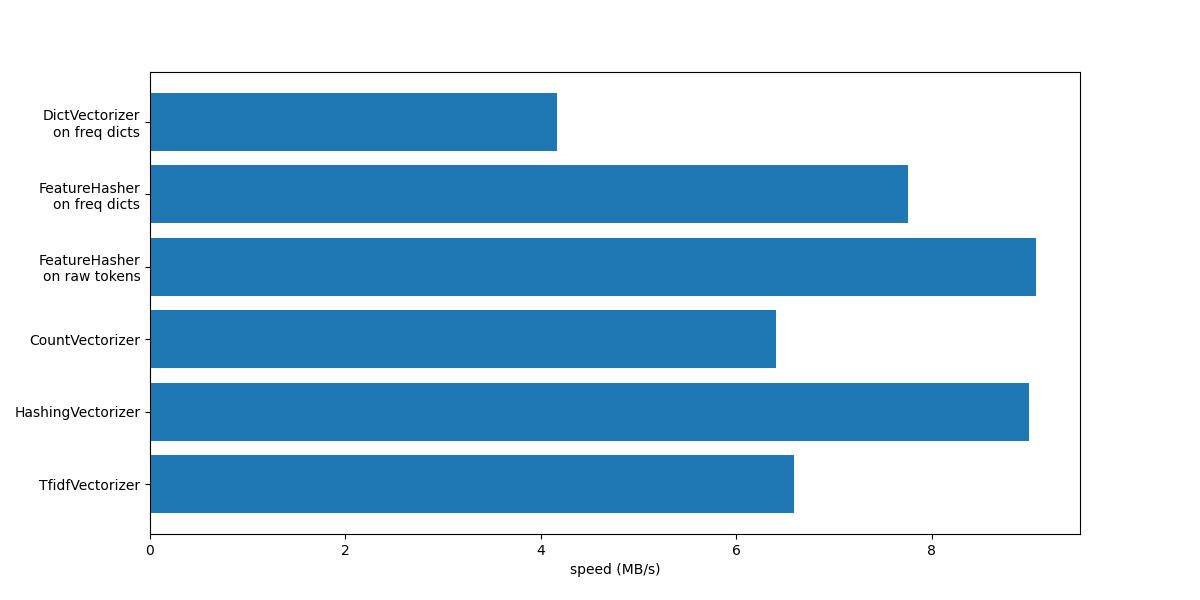 DictVectorizer
on freq dicts
FeatureHasher
on freq dicts
FeatureHasher
on raw tokens
CountVectorizer
HashingVectorizer
TfidfVectorizer
0 2 4 6 8
speed (MB/s)